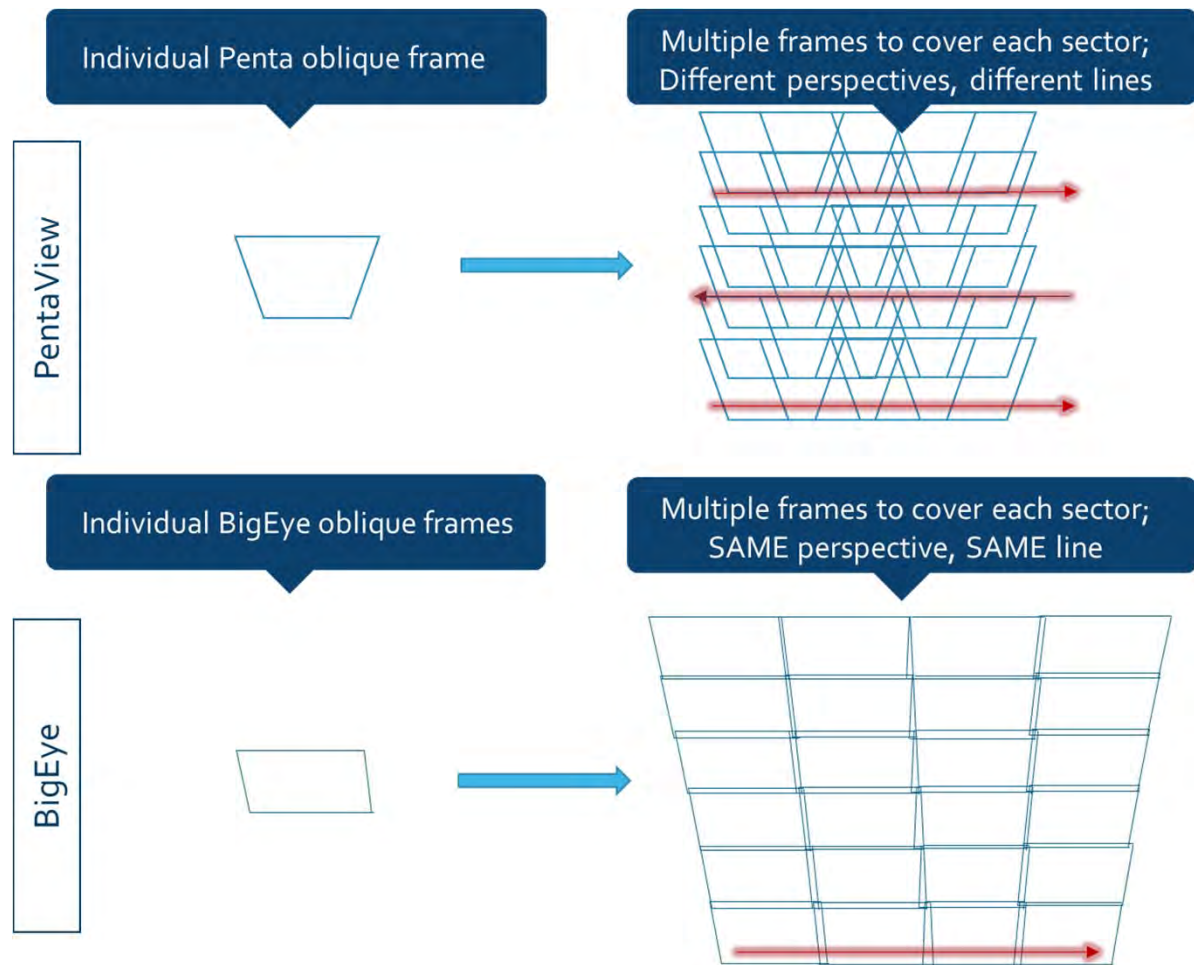 Individual Penta oblique frame
Multiple frames to cover each sector;
Different perspectives, different lines
PentaView
Individual BigEye oblique frames
Multiple frames to cover each sector;
SAME perspective, SAME line
BigEye